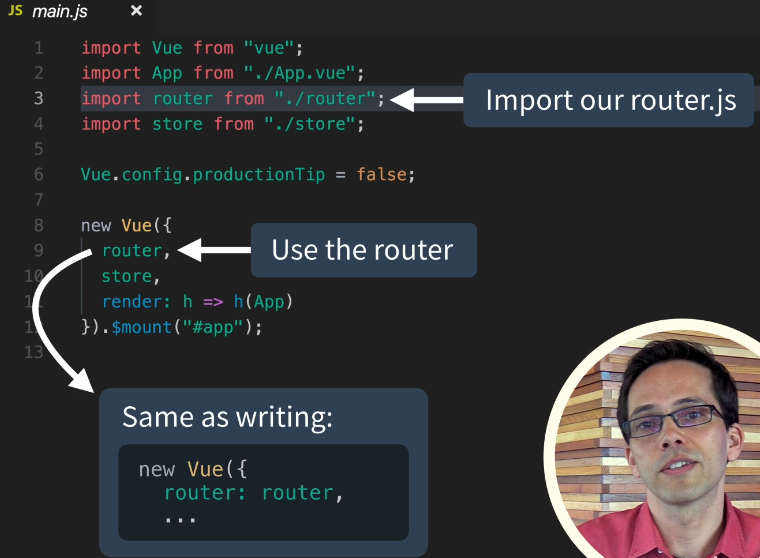 JS main.js ×
1 import Vue from "vue";
2 import App from "./App.vue";
3 import router from "./router";
Import our router.js
4 import store from "./store";
5
6 Vue.config.productionTip = false;
7
8 new Vue({
9 router,
Use the router
10 store,
11 render: h => h(App)
12 }).$mount("#app");
13
Same as writing:
new Vue({
router: router,
...